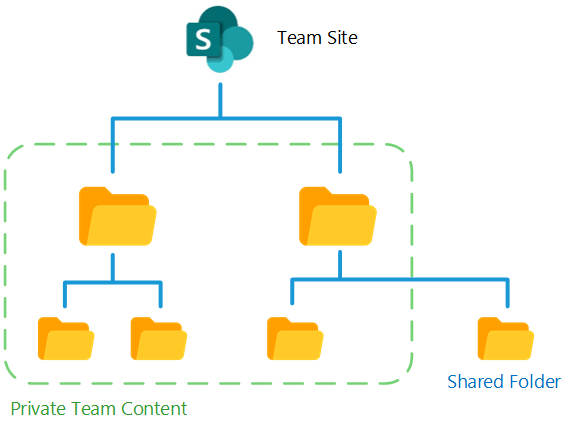 S
Team Site
Shared Folder
Private Team Content